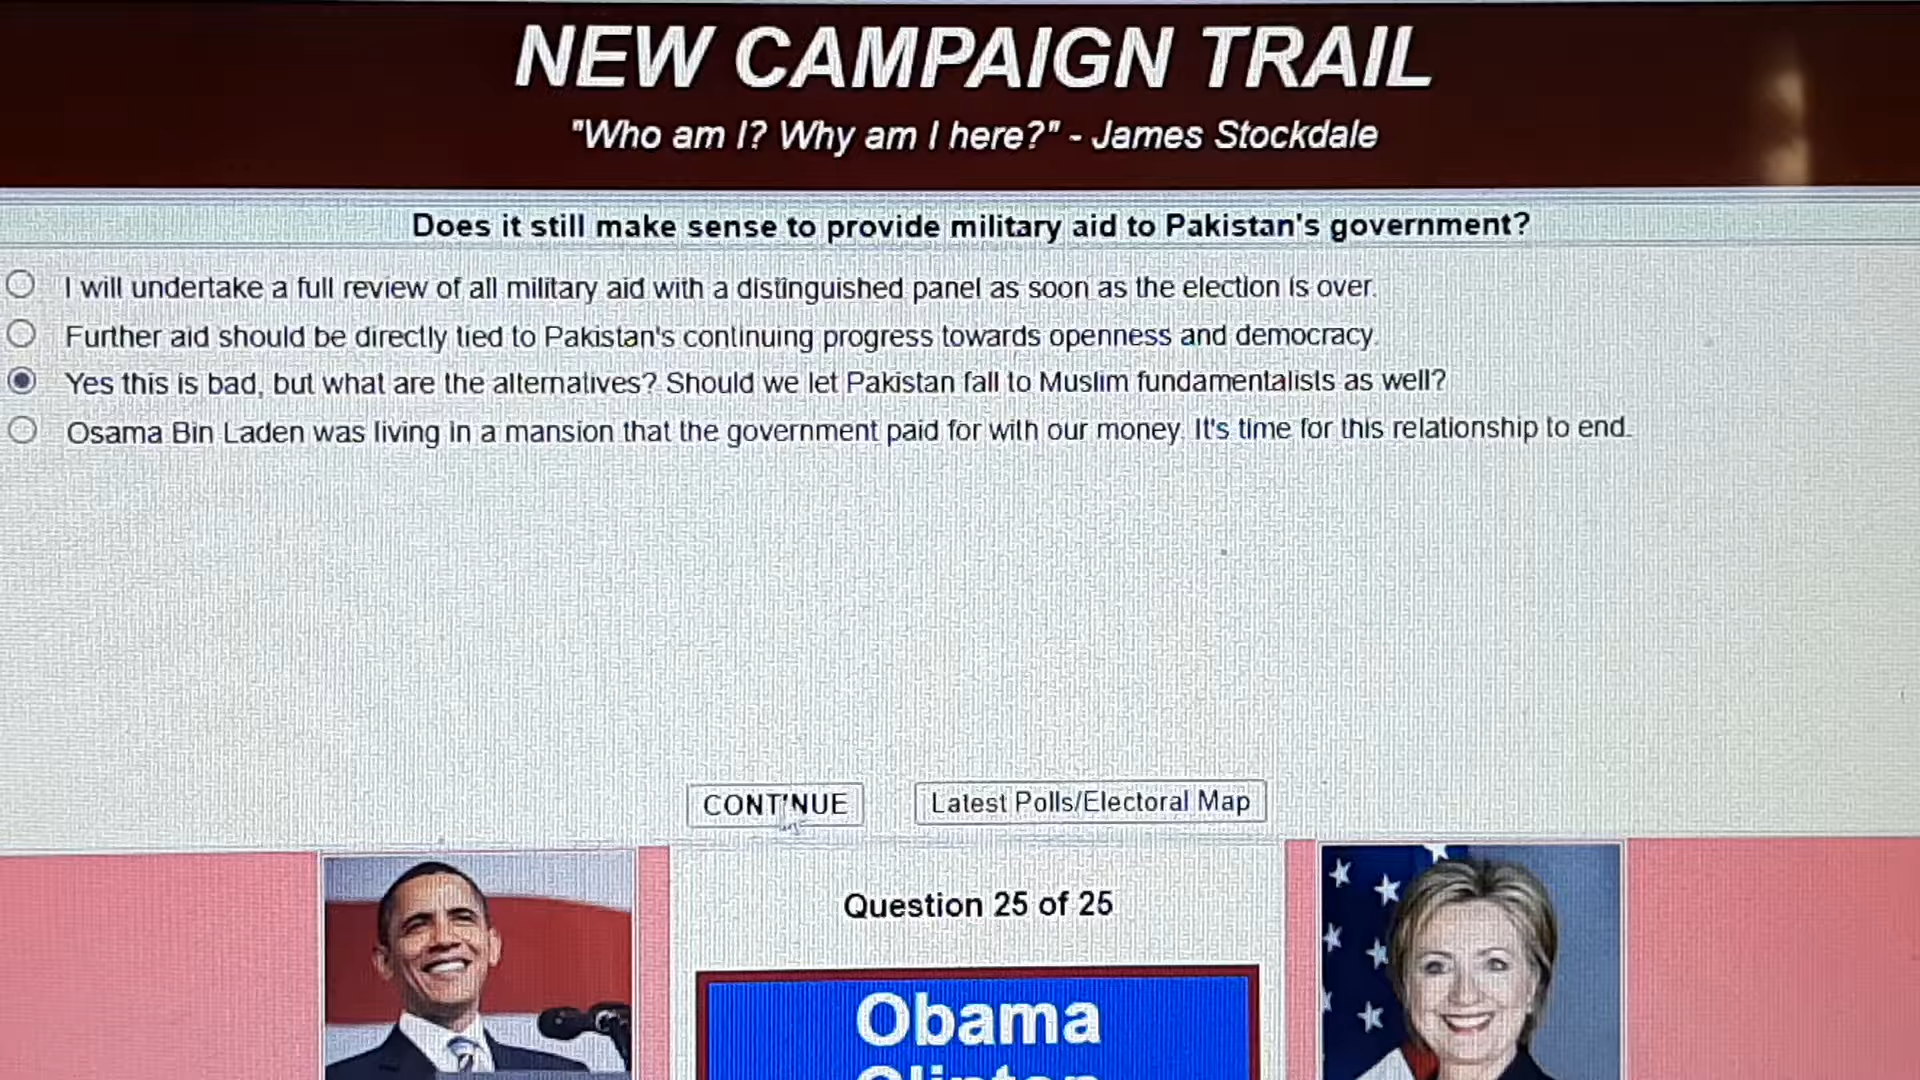 NEW CAMPAIGN TRAIL
"Who am I? Why am I here?" - James Stockdale
Does it still make sense to provide military aid to Pakistan's government?
I will undertake a full review of all military aid with a distinguished panel as soon as the election is over.
Further aid should be directly tied to Pakistan's continuing progress towards openness and democracy.
Yes this is bad, but what are the alternatives? Should we let Pakistan fall to Muslim fundamentalists as well?
Osama Bin Laden was living in a mansion that the government paid for with our money. It's time for this relationship to end.
CONTINUE
Latest Polls/Electoral Map
Question 25 of 25
Obama
Clinton